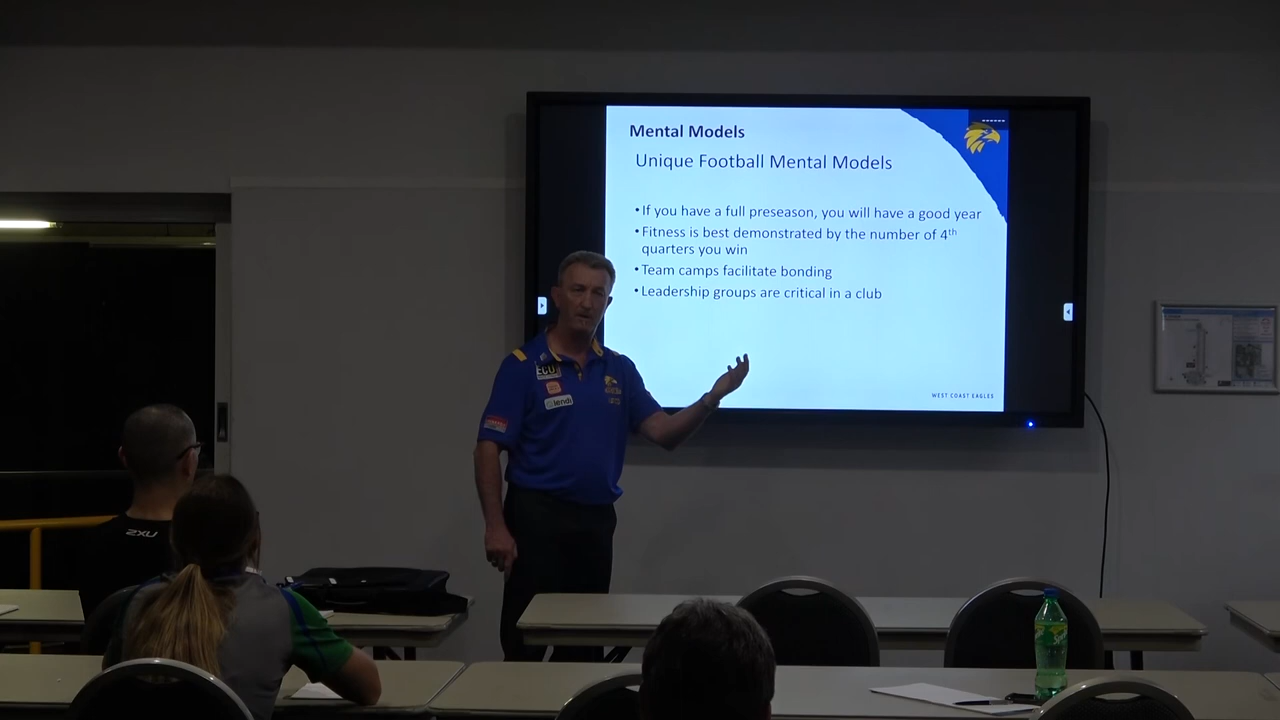 Mental Models
Unique Football Mental Models
•If you have a full preseason, you will have a good year
•Fitness is best demonstrated by the number of 4th
quarters you win
•Team camps facilitate bonding
•Leadership groups are critical in a club
WEST COAST EAGLES
ECU
lendi
2XU